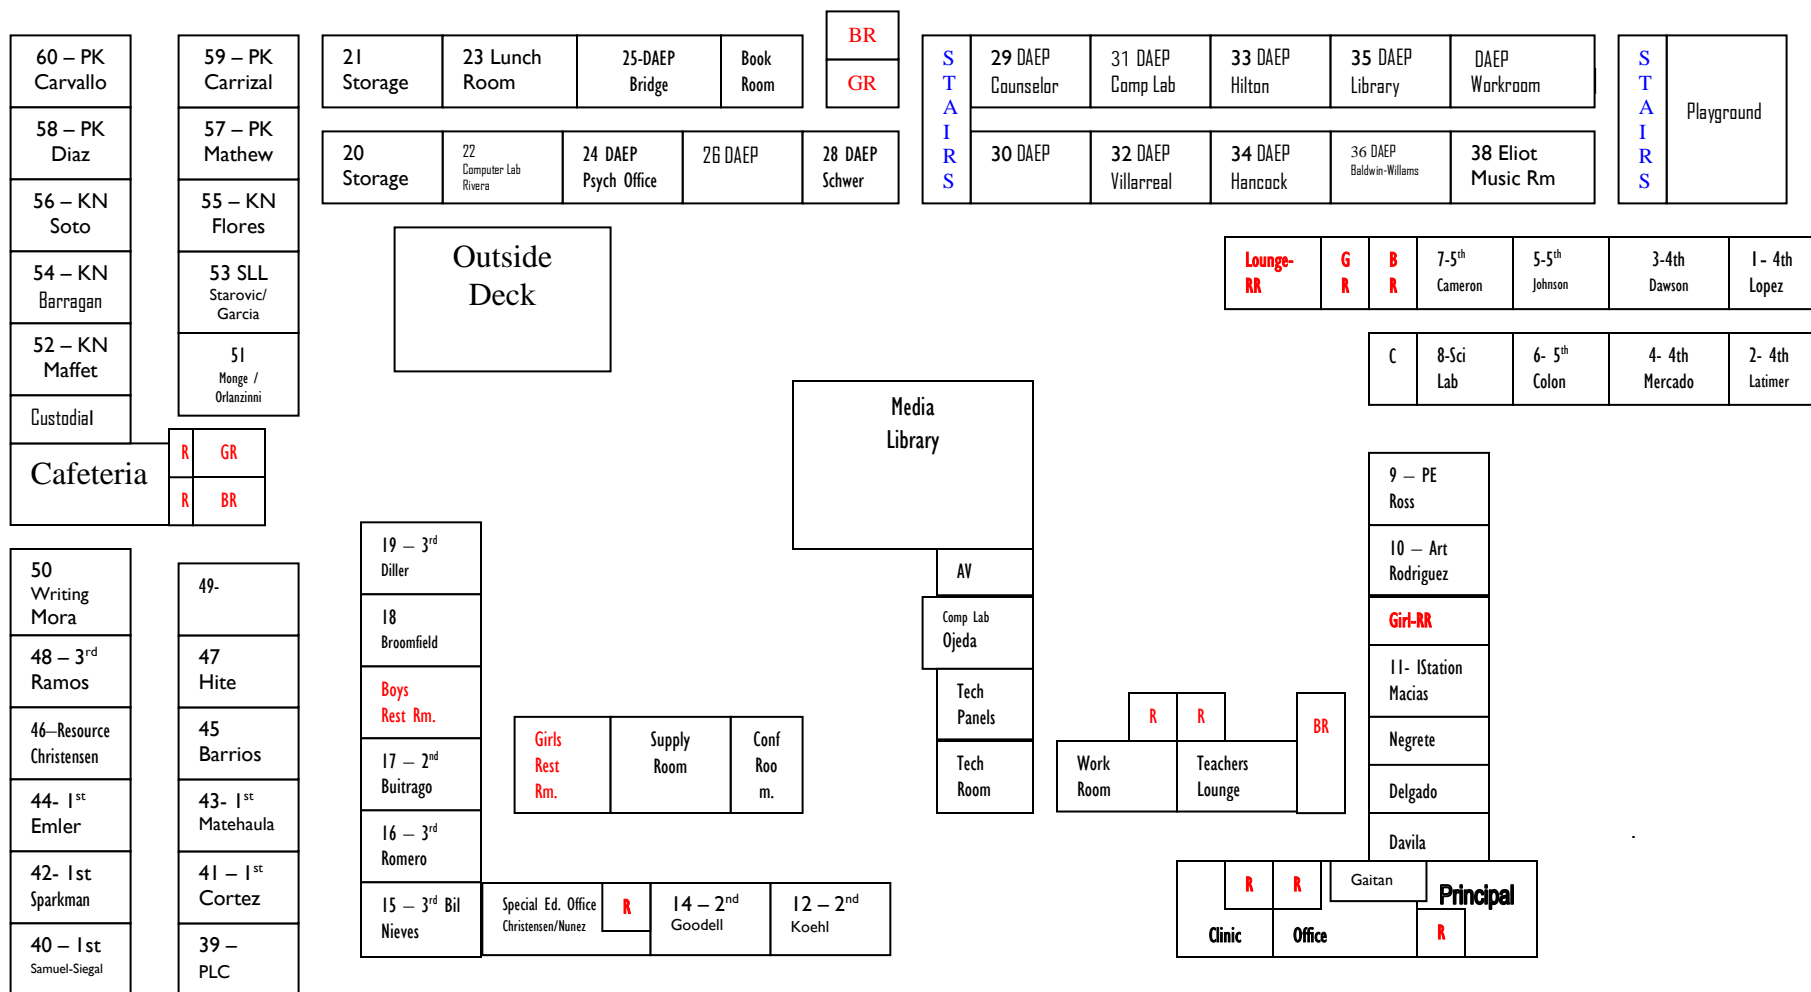 60 – PK
Carvallo
58 – PK
Diaz
56 – KN
Soto
54 – KN
Barragan
52 – KN
Maffet
Custodial
Cafeteria
R
GR
R
BR
59 – PK
Carrizal
57 – PK
Mathew
55 – KN
Flores
53 SLL
Starovic/
Garcia
51
Monge /
Orlanzinni
21
Storage
23 Lunch
Room
25-DAEP
Bridge
Book
Room
BR
GR
20
Storage
22
Computer Lab
Rivera
24 DAEP
Psych Office
26 DAEP
28 DAEP
Schwer
S
T
A
I
R
S
29 DAEP
Counselor
31 DAEP
Comp Lab
33 DAEP
Hilton
35 DAEP
Library
DAEP
Workroom
30 DAEP
32 DAEP
Villarreal
34 DAEP
Hancock
36 DAEP
Baldwin-Willams
38 Eliot
Music Rm
S
T
A
I
R
S
Playground
Outside
Deck
Lounge-
RR
G
R
B
R
7-5th
Cameron
5-5th
Johnson
3-4th
Dawson
1- 4th
Lopez
C
8-Sci
Lab
6- 5th
Colon
4- 4th
Mercado
2- 4th
Latimer
Media
Library
AV
Comp Lab
Ojeda
Tech
Panels
Tech
Room
9 – PE
Ross
10 – Art
Rodriguez
Girl-RR
11- IStation
Macias
Negrete
Delgado
Davila
50
Writing
Mora
48 – 3rd
Ramos
46–Resource
Christensen
44- 1st
Emler
42- 1st
Sparkman
40 – 1st
Samuel-Siegal
49-
47
Hite
45
Barrios
43- 1st
Matehaula
41 – 1st
Cortez
39 –
PLC
19 – 3rd
Diller
18
Broomfield
Boys
Rest Rm.
17 – 2nd
Buitrago
16 – 3rd
Romero
15 – 3rd Bil
Nieves
Girls
Rest
Rm.
Supply
Room
Conf
Roo
m.
Special Ed. Office
Christensen/Nunez
R
14 – 2nd
Goodell
12 – 2nd
Koehl
R
R
BR
Work
Room
Teachers
Lounge
R
R
Gaitan
Principal
Clinic
Office
R